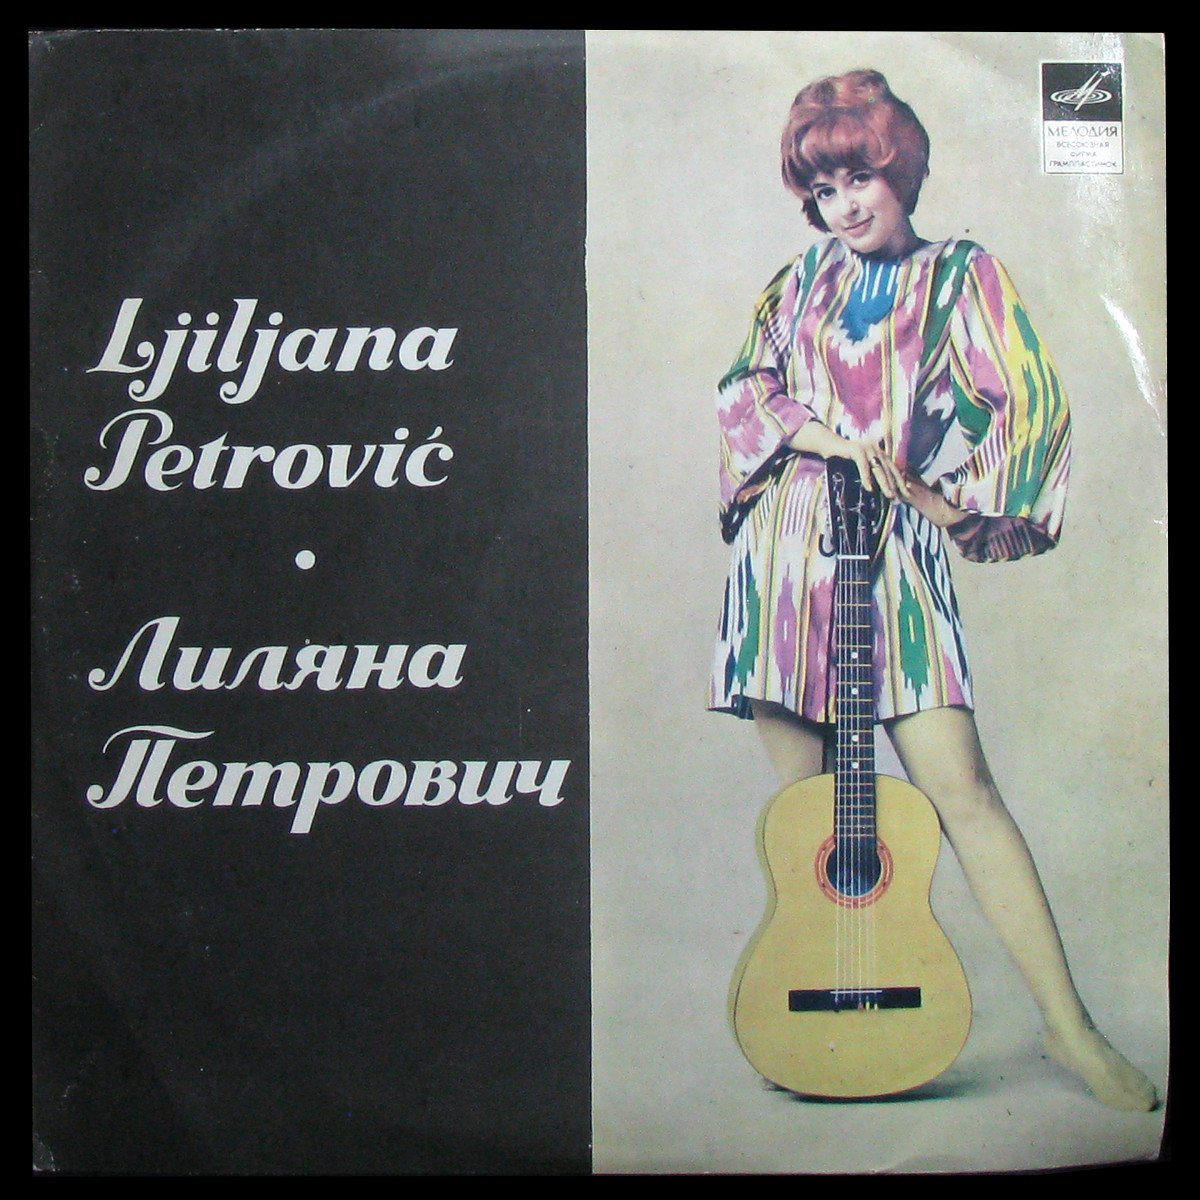 Ljiljana
Petrović
•
Лиляна
Петрович
МЕЛОДИЯ
ВСЕСОЮЗНАЯ
ФИРМА
ГРАМПЛАСТИНОК